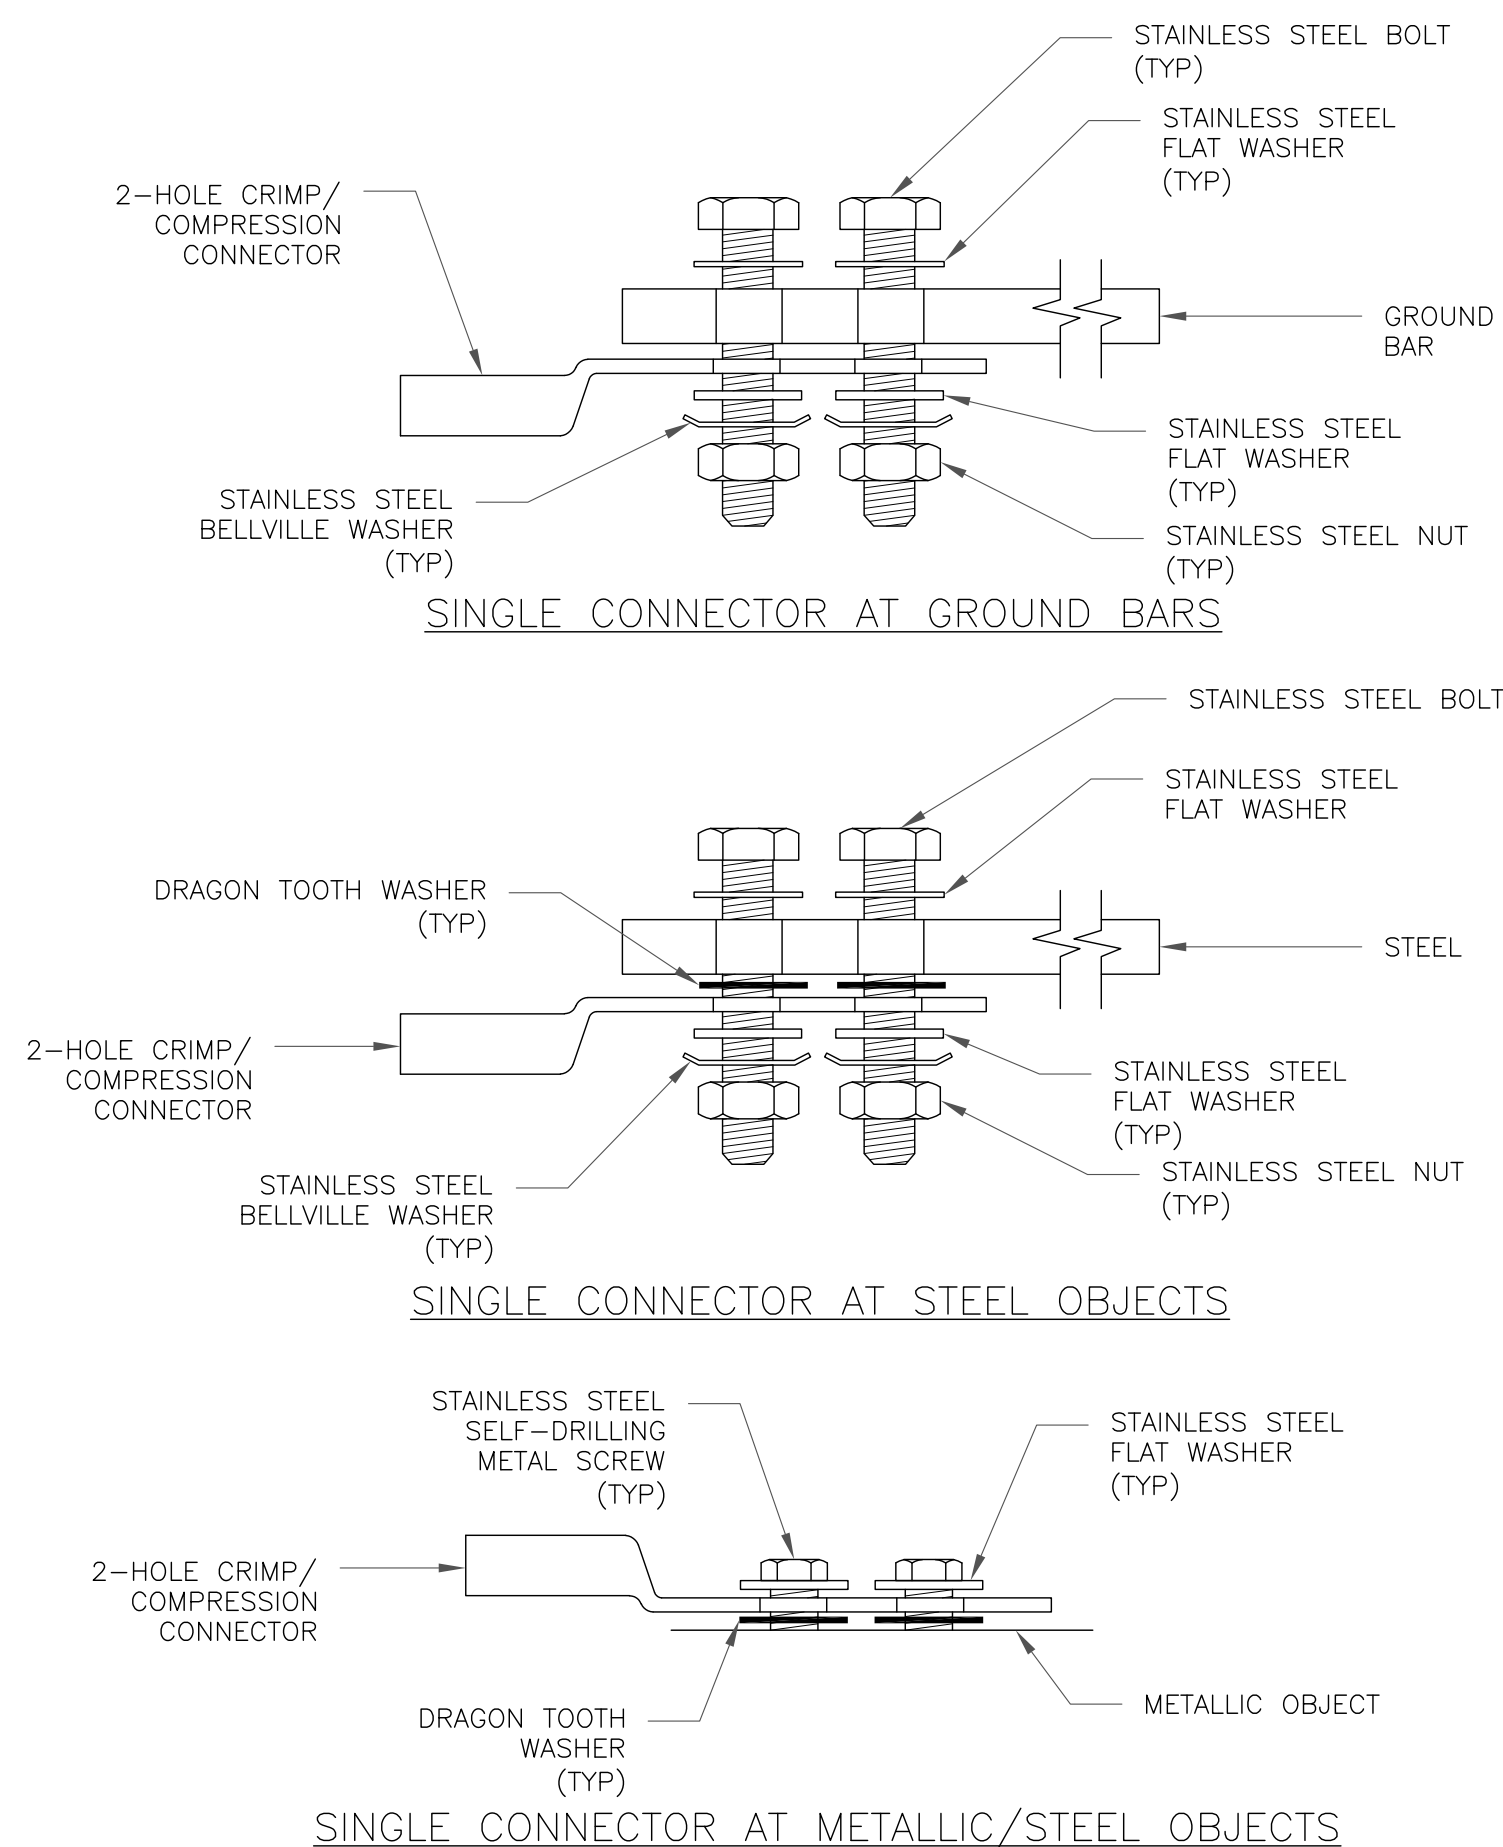 STAINLESS STEEL BOLT
(TYP)
STAINLESS STEEL
FLAT WASHER
(TYP)
2-HOLE CRIMP/
COMPRESSION
CONNECTOR
GROUND
BAR
STAINLESS STEEL
FLAT WASHER
(TYP)
STAINLESS STEEL
BELLVILLE WASHER
(TYP)
STAINLESS STEEL NUT
(TYP)
SINGLE CONNECTOR AT GROUND BARS
STAINLESS STEEL BOLT
STAINLESS STEEL
FLAT WASHER
DRAGON TOOTH WASHER
(TYP)
STEEL
2-HOLE CRIMP/
COMPRESSION
CONNECTOR
STAINLESS STEEL
FLAT WASHER
(TYP)
STAINLESS STEEL NUT
(TYP)
STAINLESS STEEL
BELLVILLE WASHER
(TYP)
SINGLE CONNECTOR AT STEEL OBJECTS
STAINLESS STEEL
SELF-DRILLING
METAL SCREW
(TYP)
STAINLESS STEEL
FLAT WASHER
(TYP)
2-HOLE CRIMP/
COMPRESSION
CONNECTOR
METALLIC OBJECT
DRAGON TOOTH
WASHER
(TYP)
SINGLE CONNECTOR AT METALLIC/STEEL OBJECTS